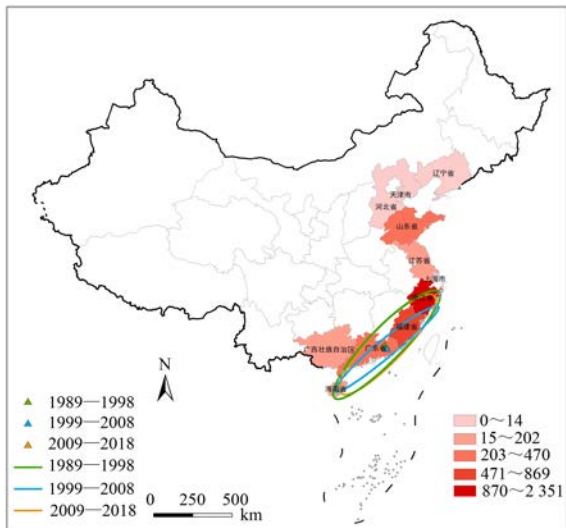 辽宁省
天津市
河北省
山东省
江苏省
上海市
福建省
广西壮族自治区
广东省
海南省
N
1989—1998
1999—2008
2009—2018
1989—1998
1999—2008
2009—2018
0 250 500
km
0～14
15～202
203～470
471～869
870～2 351